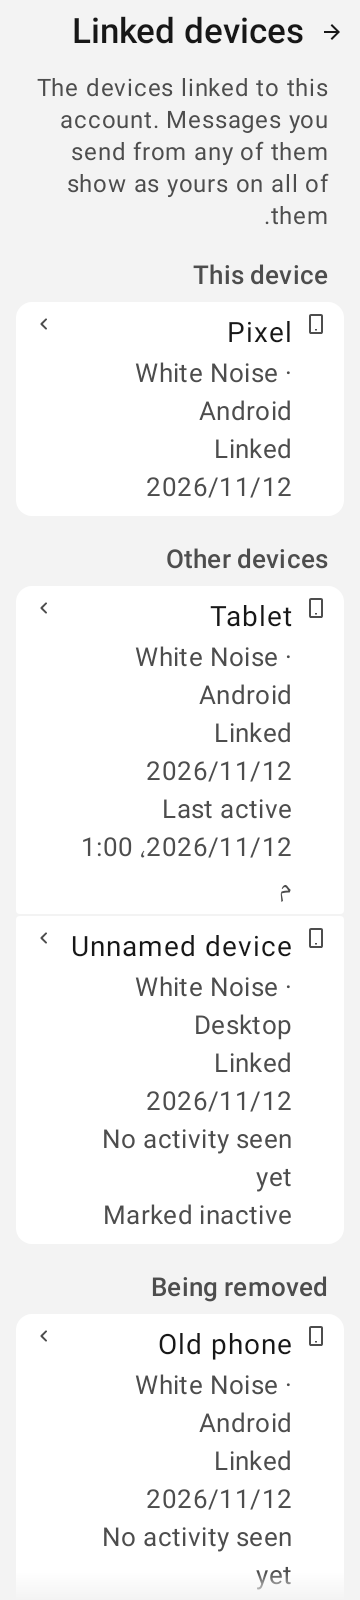 Linked devices
The devices linked to this
account. Messages you
send from any of them
show as yours on all of
.them
This device
Pixel
White Noise ·
Android
Linked
2026/11/12
Other devices
Tablet
White Noise ·
Android
Linked
2026/11/12
Last active
2026/11/12، 1:00
م
Unnamed device
White Noise ·
Desktop
Linked
2026/11/12
No activity seen
yet
Marked inactive
Being removed
Old phone
White Noise ·
Android
Linked
2026/11/12
No activity seen
yet